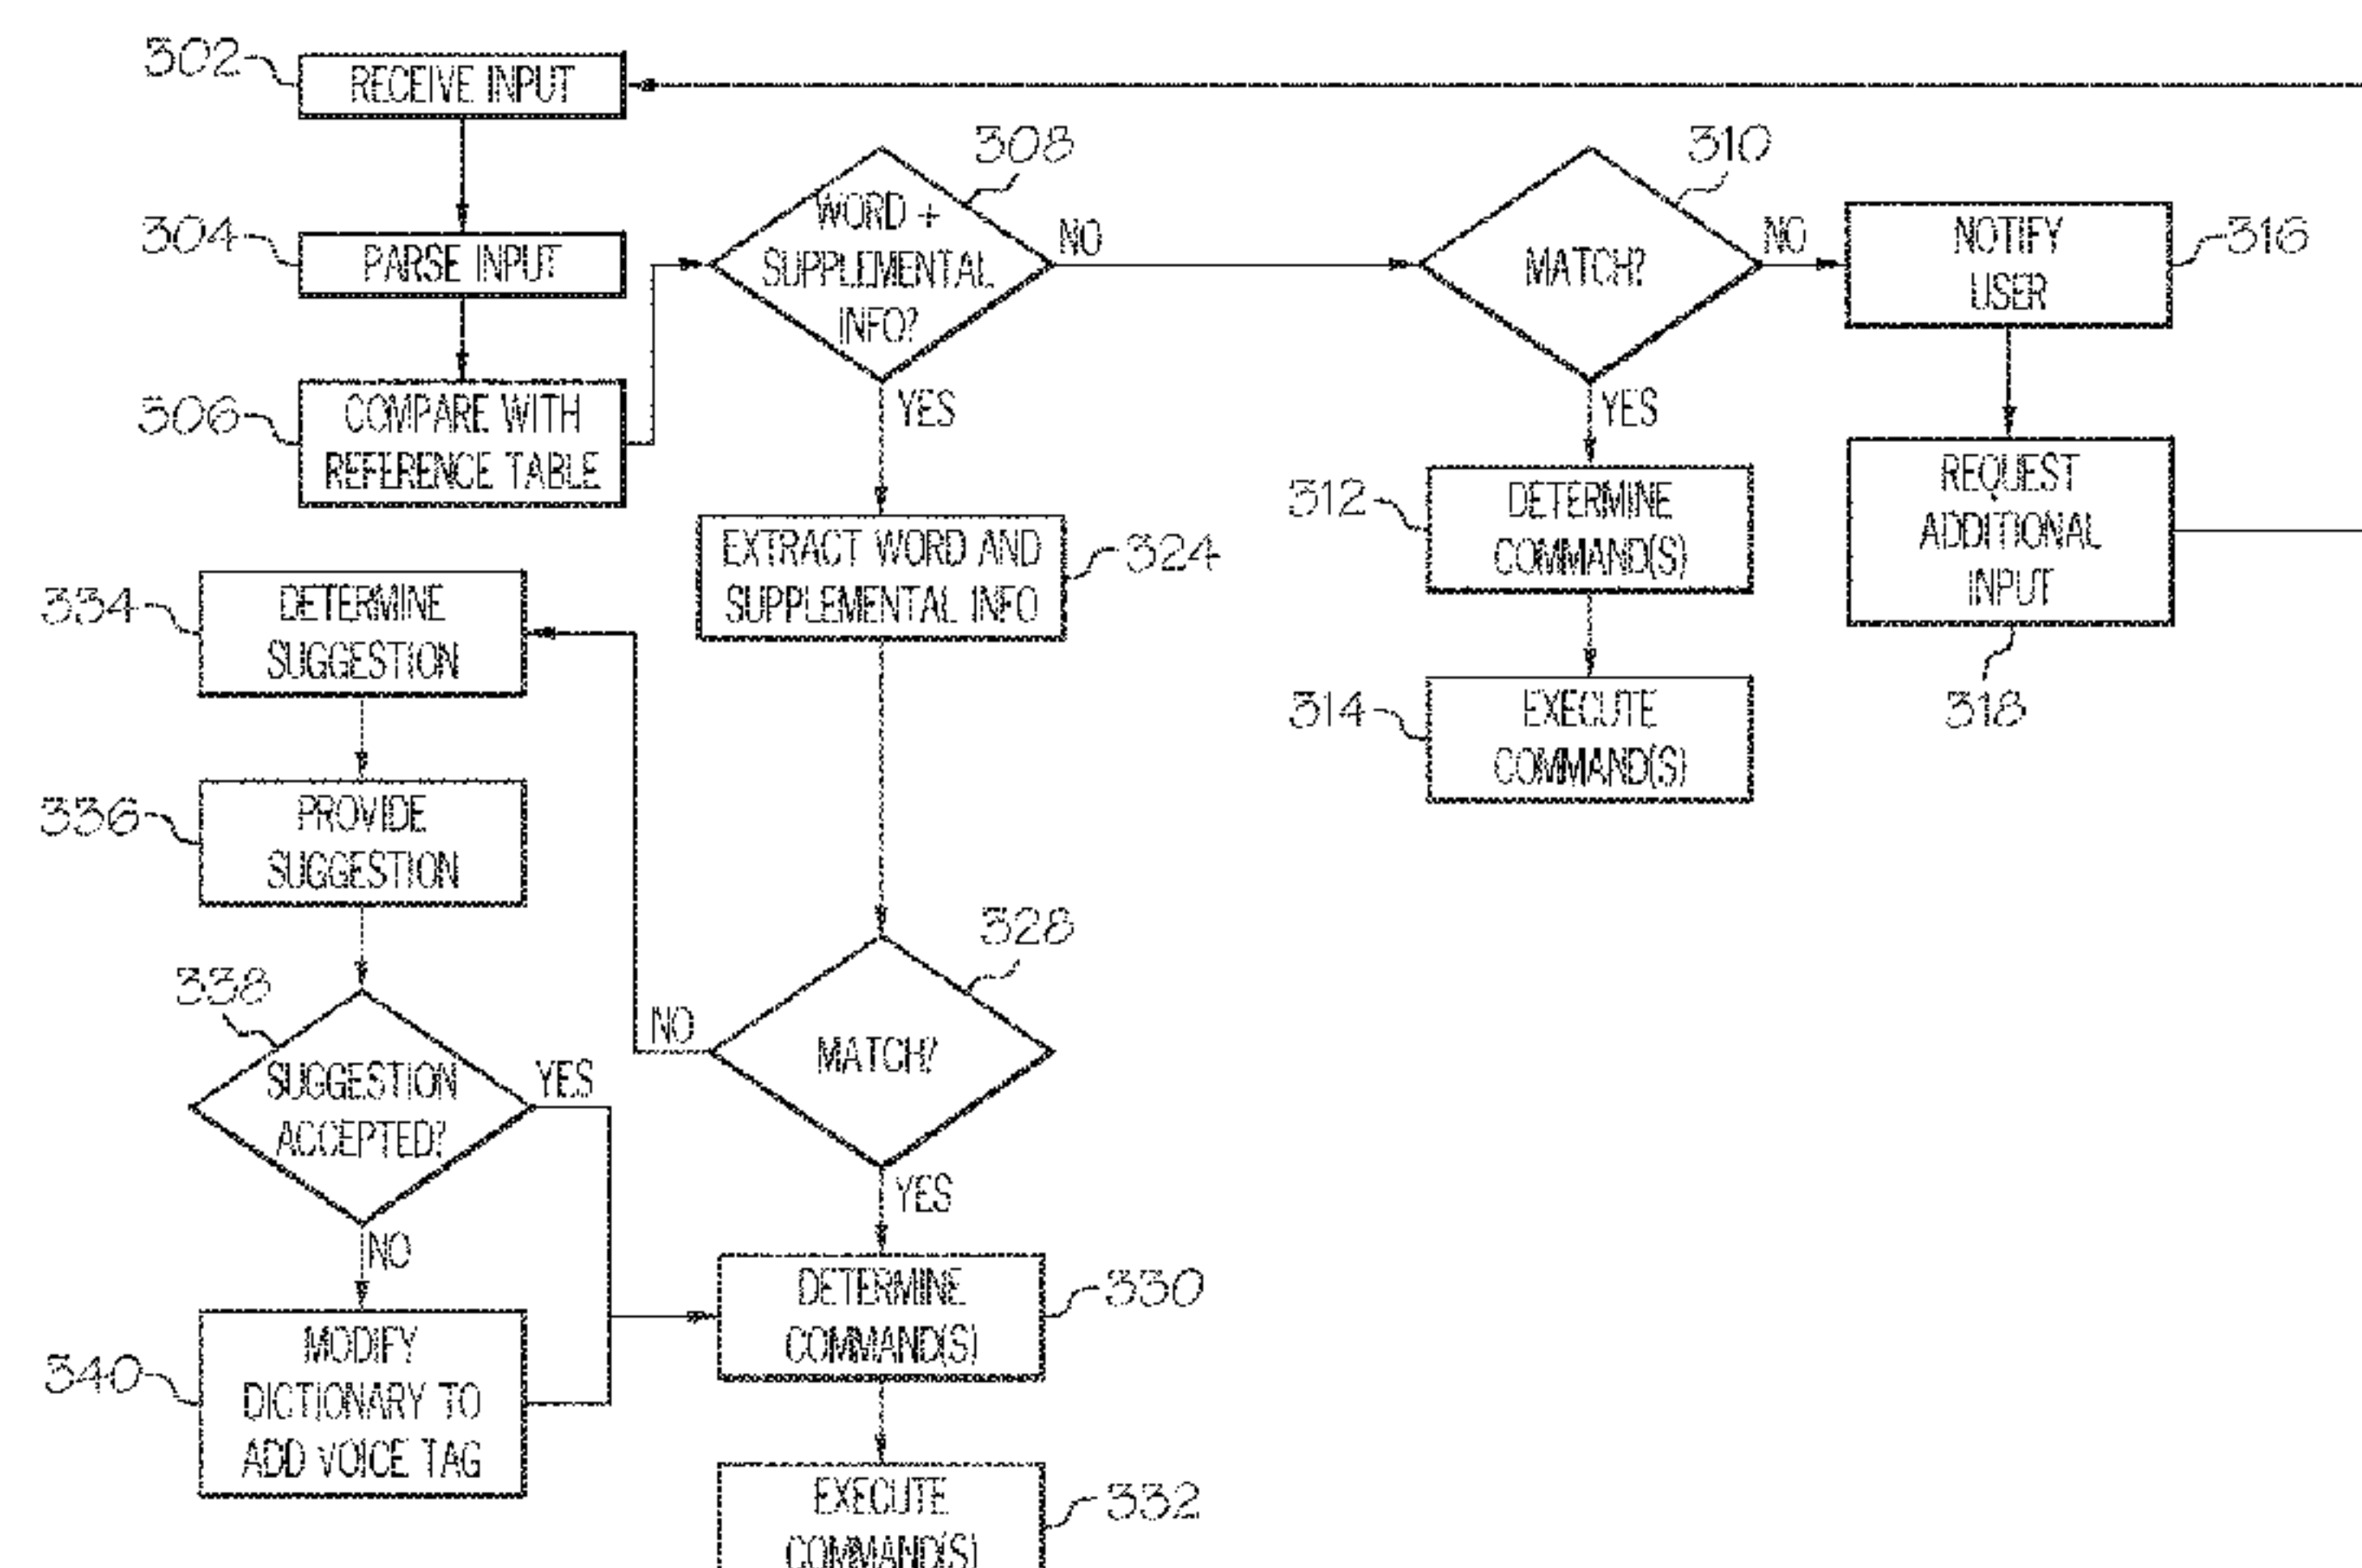 302
RECEIVE INPUT
304
PARSE INPUT
306
COMPARE WITH
REFERENCE TABLE
308
WORD +
SUPPLEMENTAL
INFO?
NO
YES
310
MATCH?
NO
YES
NOTIFY
USER
316
REQUEST
ADDITIONAL
INPUT
318
312
DETERMINE
COMMAND(S)
314
EXECUTE
COMMAND(S)
EXTRACT WORD AND
SUPPLEMENTAL INFO
324
334
DETERMINE
SUGGESTION
336
PROVIDE
SUGGESTION
338
SUGGESTION
ACCEPTED?
YES
NO
340
MODIFY
DICTIONARY TO
ADD VOICE TAG
328
MATCH?
NO
YES
DETERMINE
COMMAND(S)
330
EXECUTE
COMMAND(S)
332